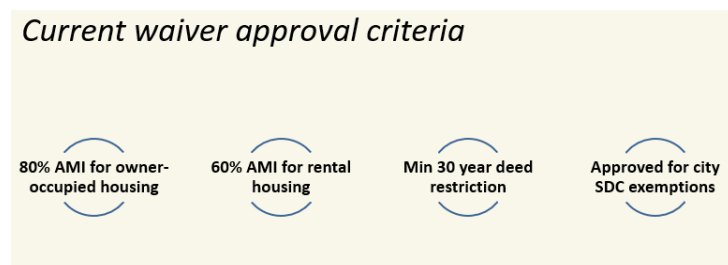 Current waiver approval criteria
80% AMI for owner-
occupied housing
60% AMI for rental
housing
Min 30 year deed
restriction
Approved for city
SDC exemptions